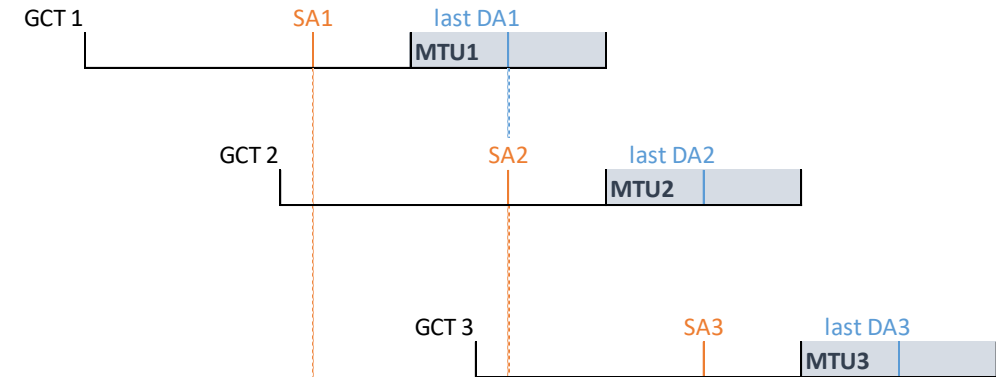 GCT 1 SA1 last DA1
MTU1
GCT 2 SA2 last DA2
MTU2
GCT 3 SA3 last DA3
MTU3